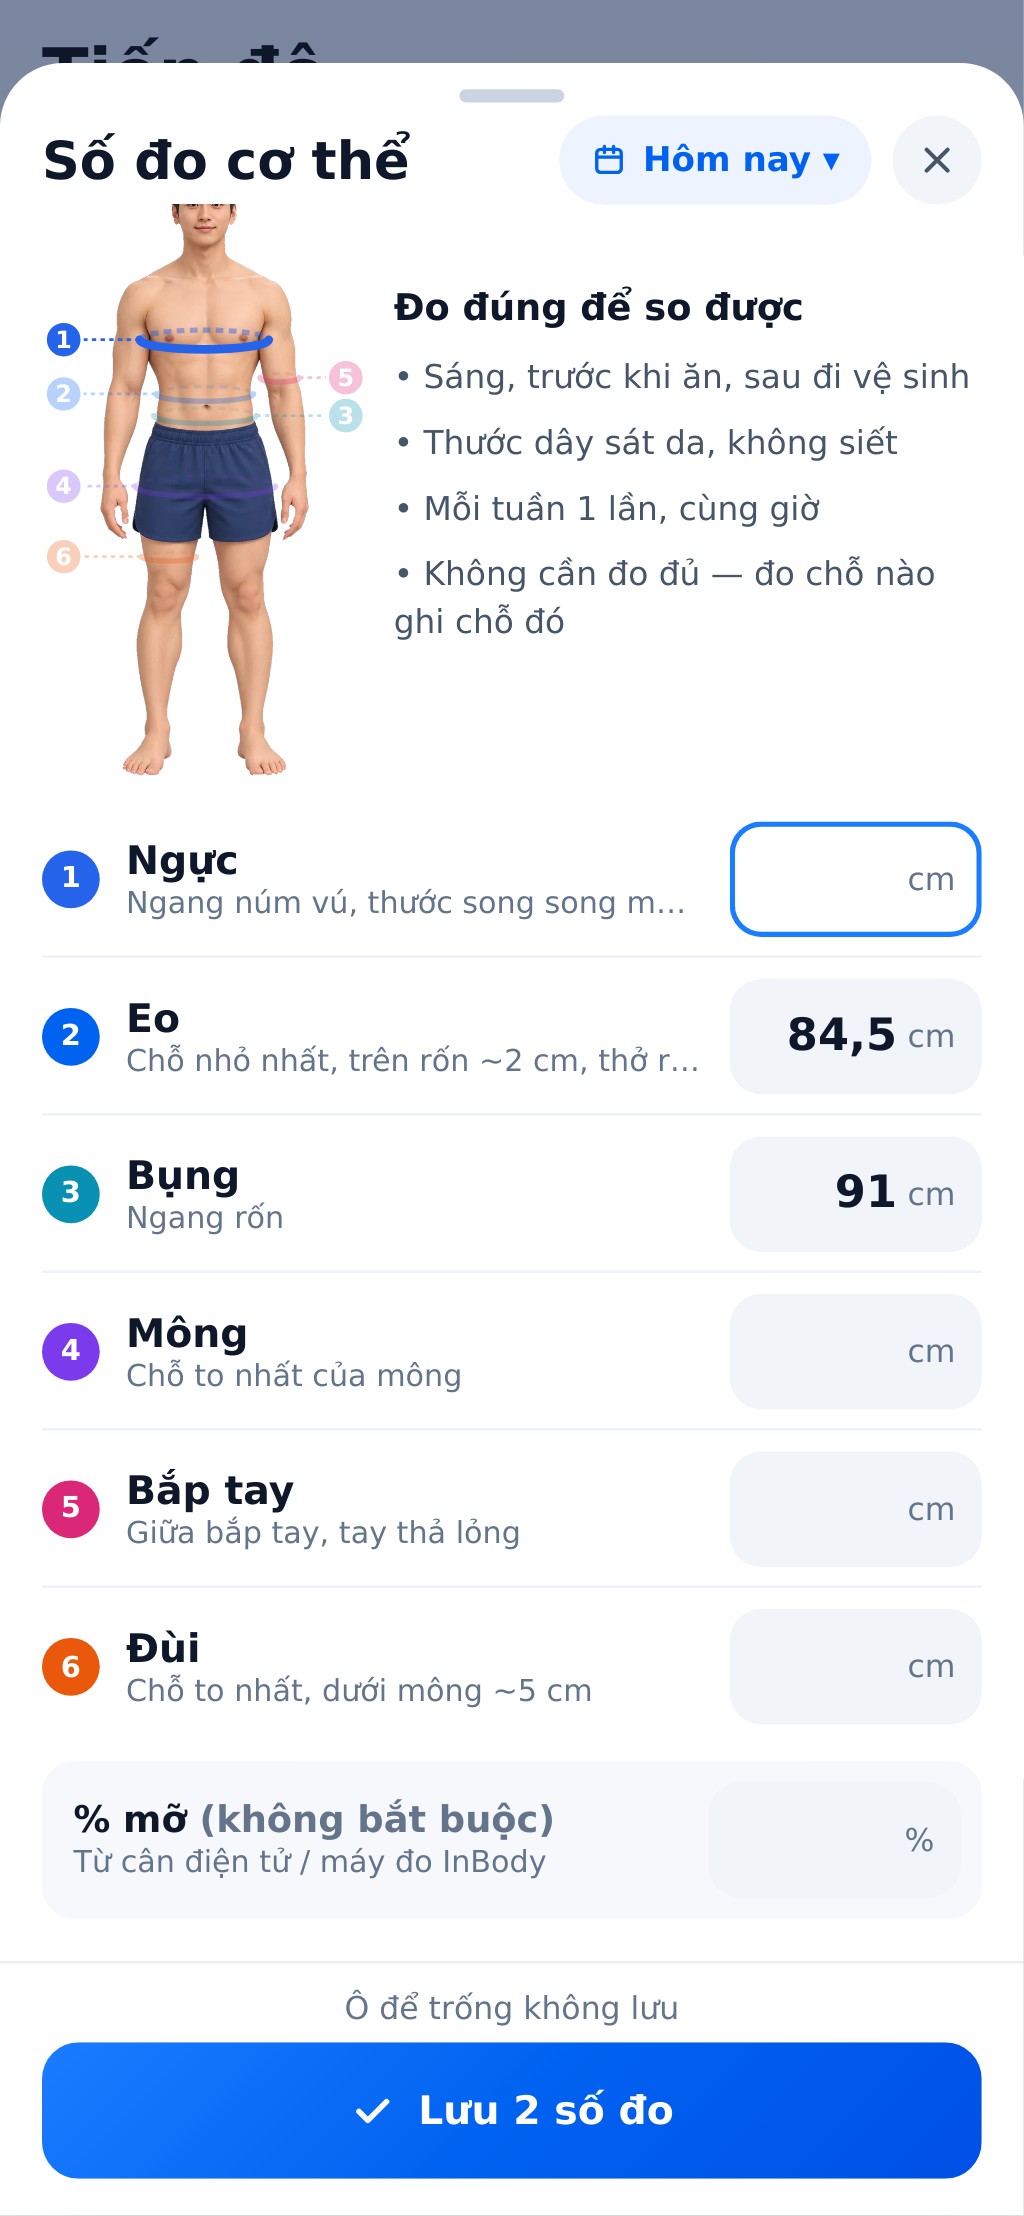 Tiến độ
Số đo cơ thể
Hôm nay ▾
Đo đúng để so được
1
• Sáng, trước khi ăn, sau đi vệ sinh
5
2
3
• Thước dây sát da, không siết
4
• Mỗi tuần 1 lần, cùng giờ
6
• Không cần đo đủ — đo chỗ nào
ghi chỗ đó
1
Ngực
Ngang núm vú, thước song song m...
cm
2
Eo
Chỗ nhỏ nhất, trên rốn ~2 cm, thở r...
84,5 cm
3
Bụng
Ngang rốn
91 cm
4
Mông
Chỗ to nhất của mông
cm
5
Bắp tay
Giữa bắp tay, tay thả lỏng
cm
6
Đùi
Chỗ to nhất, dưới mông ~5 cm
cm
% mỡ (không bắt buộc)
Từ cân điện tử / máy đo InBody
%
Ô để trống không lưu
Lưu 2 số đo